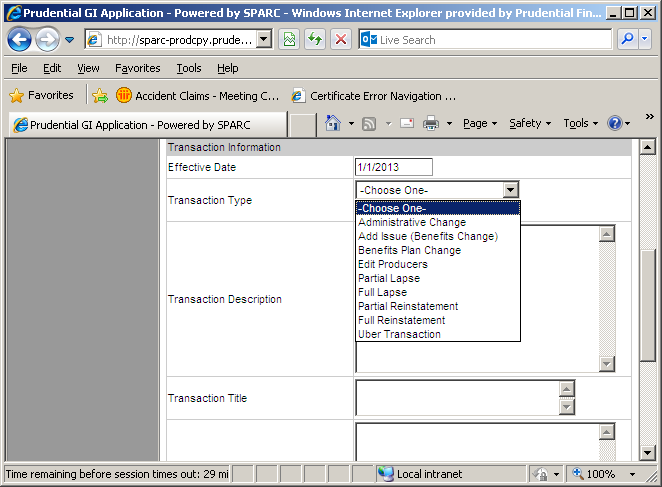 Prudential GI Application - Powered by SPARC - Windows Internet Explorer provided by Prudential Fin...
http://sparc-prodcpy.prude...
Live Search
File Edit View Favorites Tools Help
Favorites Accident Claims - Meeting C... Certificate Error Navigation ...
Prudential GI Application - Powered by SPARC Page Safety Tools »
Transaction Information
Effective Date 1/1/2013
Transaction Type -Choose One-
-Choose One-
Administrative Change
Add Issue (Benefits Change)
Benefits Plan Change
Edit Producers
Partial Lapse
Full Lapse
Partial Reinstatement
Full Reinstatement
Uber Transaction
Transaction Description
Transaction Title
Time remaining before session times out: 29 mi Local intranet 100%